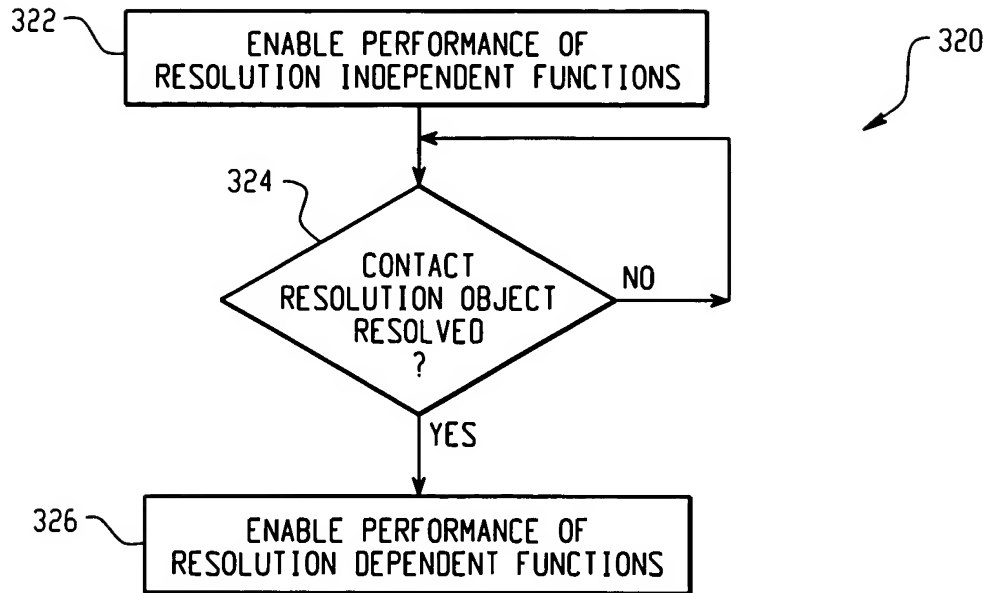 322
ENABLE PERFORMANCE OF
RESOLUTION INDEPENDENT FUNCTIONS
320
324
CONTACT
RESOLUTION OBJECT
RESOLVED
?
NO
YES
326
ENABLE PERFORMANCE OF
RESOLUTION DEPENDENT FUNCTIONS